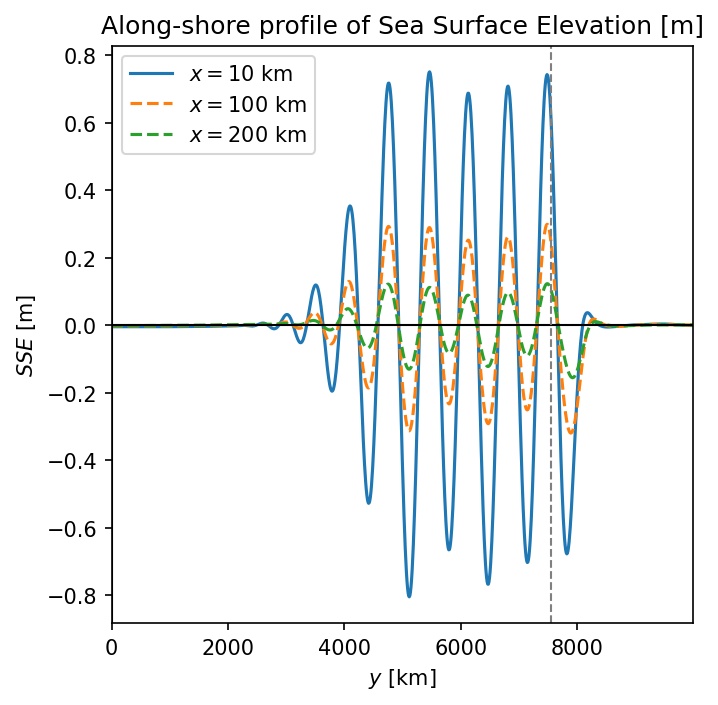 Along-shore profile of Sea Surface Elevation [m]
x = 10 km
x = 100 km
x = 200 km
0.8
0.6
0.4
0.2
0.0
−0.2
−0.4
−0.6
−0.8
SSE [m]
0 2000 4000 6000 8000
y [km]